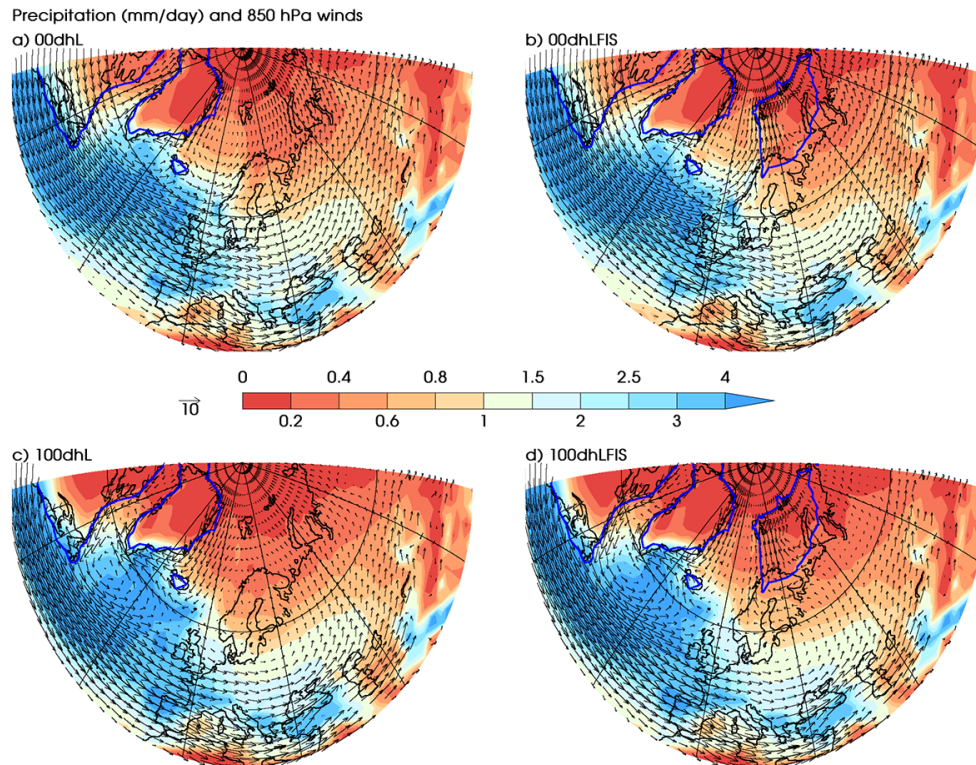 Precipitation (mm/day) and 850 hPa winds
a) 00dhL
b) 00dhLFIS
0 0.4 0.8 1.5 2.5 4
10
0.2 0.6 1 2 3
c) 100dhL
d) 100dhLFIS